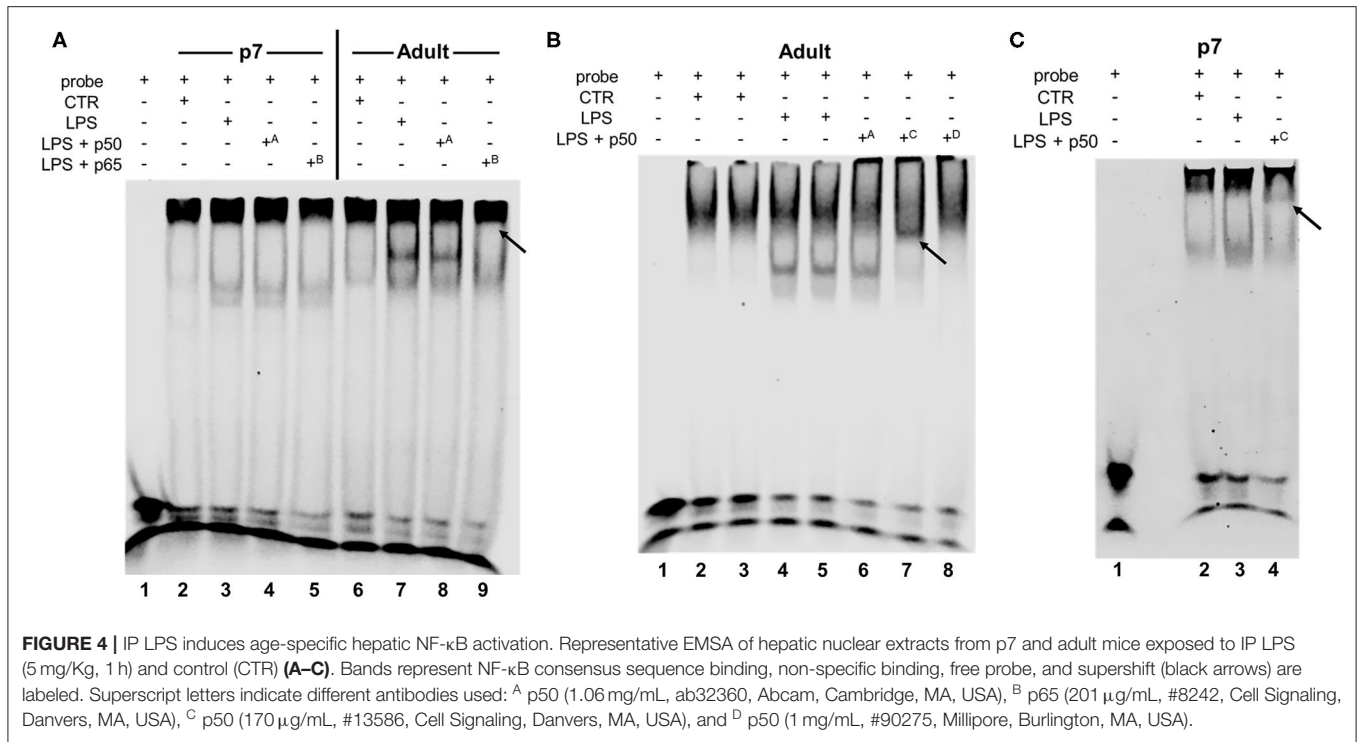 A
p7
Adult
probe + + + + + + + + +
CTR - + - - - + - - -
LPS - - + - - - + - -
LPS + p50 - - - +A - - - +A -
LPS + p65 - - - - +B - - - +B
1 2 3 4 5 6 7 8 9
B
Adult
probe + + + + + + + +
CTR - + + - - - - -
LPS - - - + + - - -
LPS + p50 - - - - - +A +C +D
1 2 3 4 5 6 7 8
C
p7
probe + + + +
CTR - + - -
LPS - - + -
LPS + p50 - - - +C
1 2 3 4
FIGURE 4 | IP LPS induces age-specific hepatic NF-κB activation. Representative EMSA of hepatic nuclear extracts from p7 and adult mice exposed to IP LPS
(5 mg/Kg, 1 h) and control (CTR) (A–C). Bands represent NF-κB consensus sequence binding, non-specific binding, free probe, and supershift (black arrows) are
labeled. Superscript letters indicate different antibodies used: A p50 (1.06 mg/mL, ab32360, Abcam, Cambridge, MA, USA), B p65 (201 μg/mL, #8242, Cell Signaling,
Danvers, MA, USA), C p50 (170 μg/mL, #13586, Cell Signaling, Danvers, MA, USA), and D p50 (1 mg/mL, #90275, Millipore, Burlington, MA, USA).